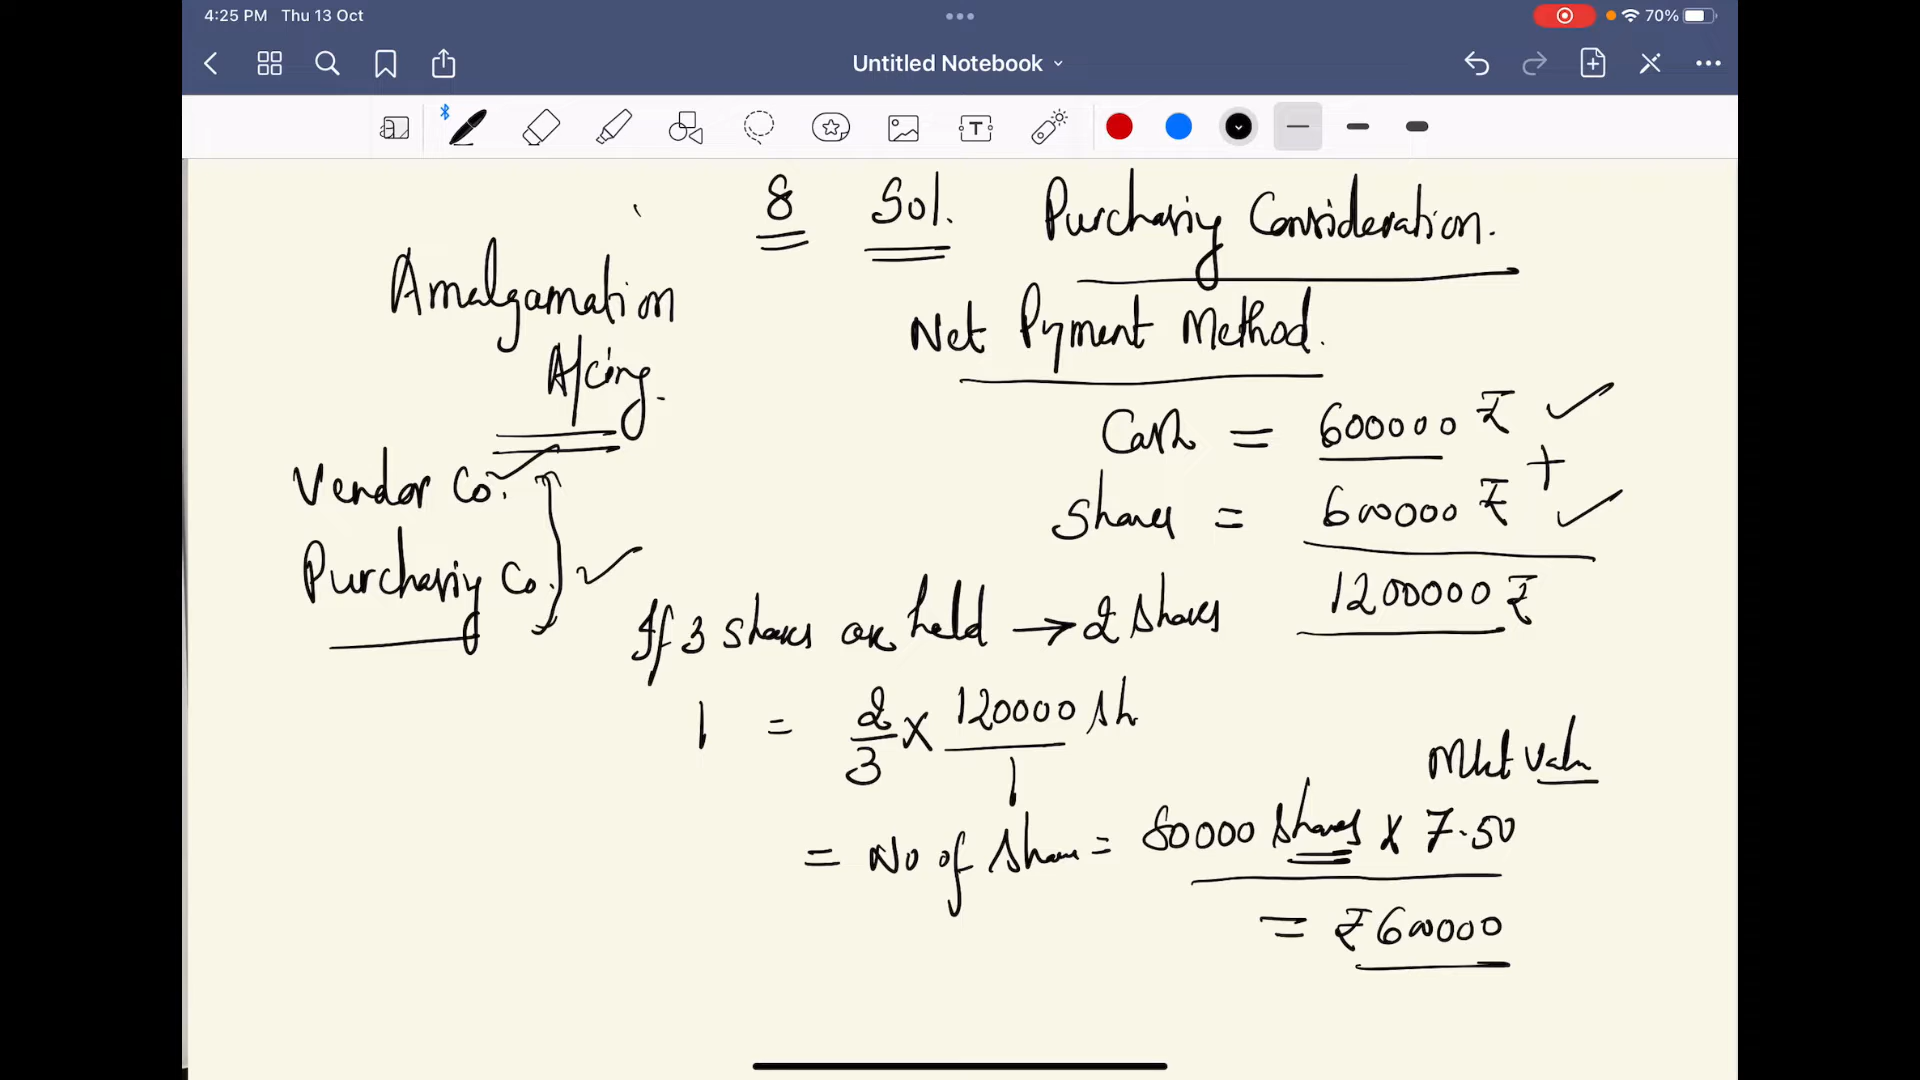 4:25 PM Thu 13 Oct
70%
Untitled Notebook
T
8 Sol. Purchasing Consideration.
Amalgamation
A/cing.
Net Pyment Method.
Cash = 600000 ₹
+
Shares = 600000 ₹
1200000 ₹
Vendor Co.
Purchasing Co.
If 3 shares are held → 2 shares
1 = 2/3 × 120000 sh / 1
Mkt Value
= No of Share = 80000 shares × 7.50
= ₹ 600000